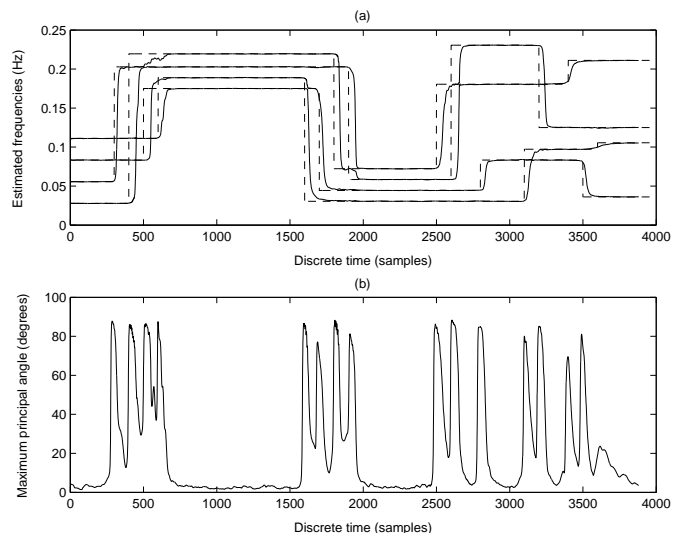 (a)
Estimated frequencies (Hz)
0.25
0.2
0.15
0.1
0.05
0
0 500 1000 1500 2000 2500 3000 3500 4000
Discrete time (samples)
(b)
Maximum principal angle (degrees)
100
80
60
40
20
0
0 500 1000 1500 2000 2500 3000 3500 4000
Discrete time (samples)